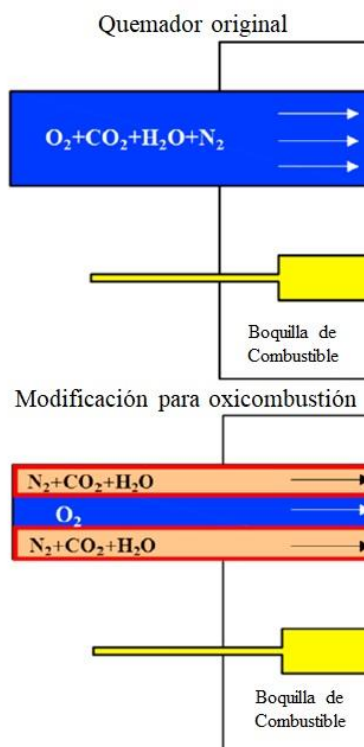 Quemador original
O₂+CO₂+H₂O+N₂
Boquilla de
Combustible
Modificación para oxicombustión
N₂+CO₂+H₂O
O₂
N₂+CO₂+H₂O
Boquilla de
Combustible